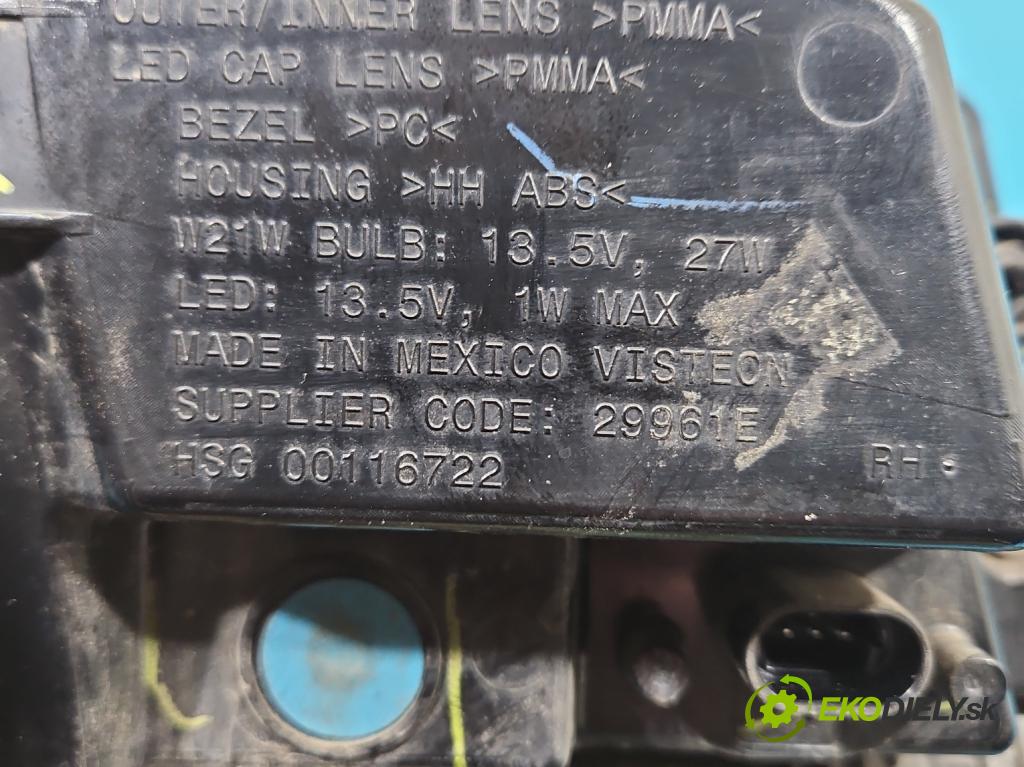 OUTER/INNER LENS >PMMA<
LED CAP LENS >PMMA<
BEZEL >PC<
HOUSING >HH ABS<
W21W BULB: 13.5V, 27W
LED: 13.5V, 1W MAX
MADE IN MEXICO VISTEON
SUPPLIER CODE: 29961E
HSG 00116722 RH
EKODIELY.sk